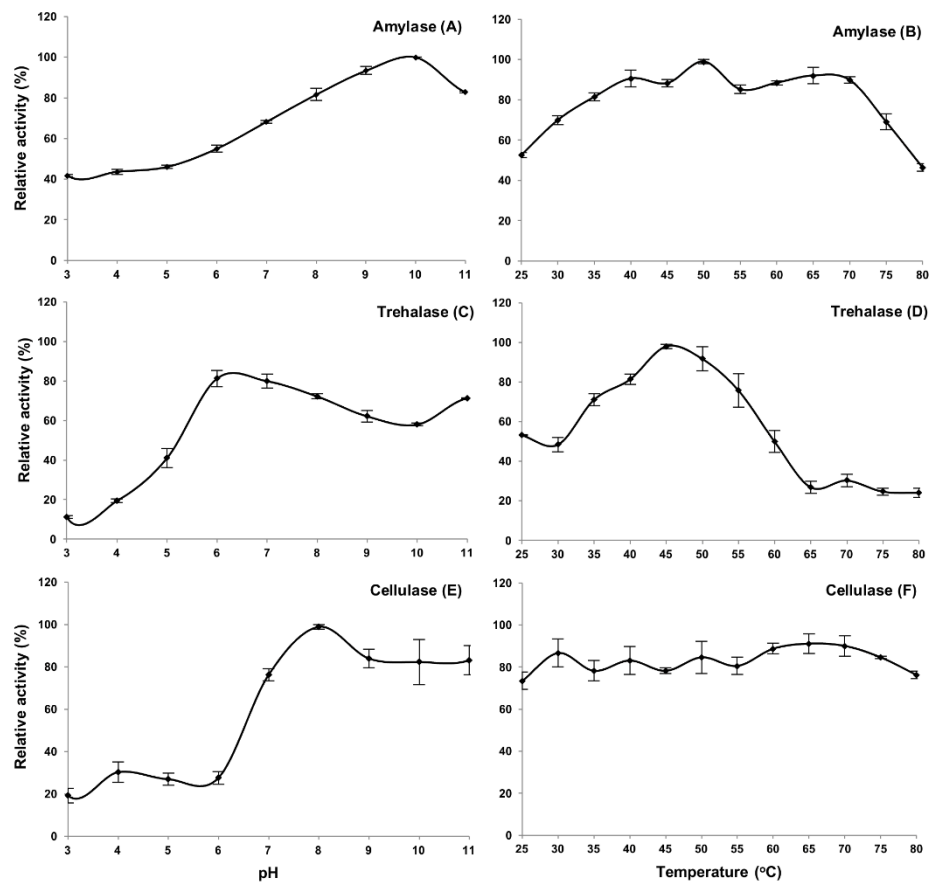 Amylase (A)
Relative activity (%)
120
100
80
60
40
20
0
3 4 5 6 7 8 9 10 11
Amylase (B)
120
100
80
60
40
20
0
25 30 35 40 45 50 55 60 65 70 75 80
Trehalase (C)
Relative activity (%)
120
100
80
60
40
20
0
3 4 5 6 7 8 9 10 11
Trehalase (D)
120
100
80
60
40
20
0
25 30 35 40 45 50 55 60 65 70 75 80
Cellulase (E)
Relative activity (%)
120
100
80
60
40
20
0
3 4 5 6 7 8 9 10 11
pH
Cellulase (F)
120
100
80
60
40
20
0
25 30 35 40 45 50 55 60 65 70 75 80
Temperature (ºC)